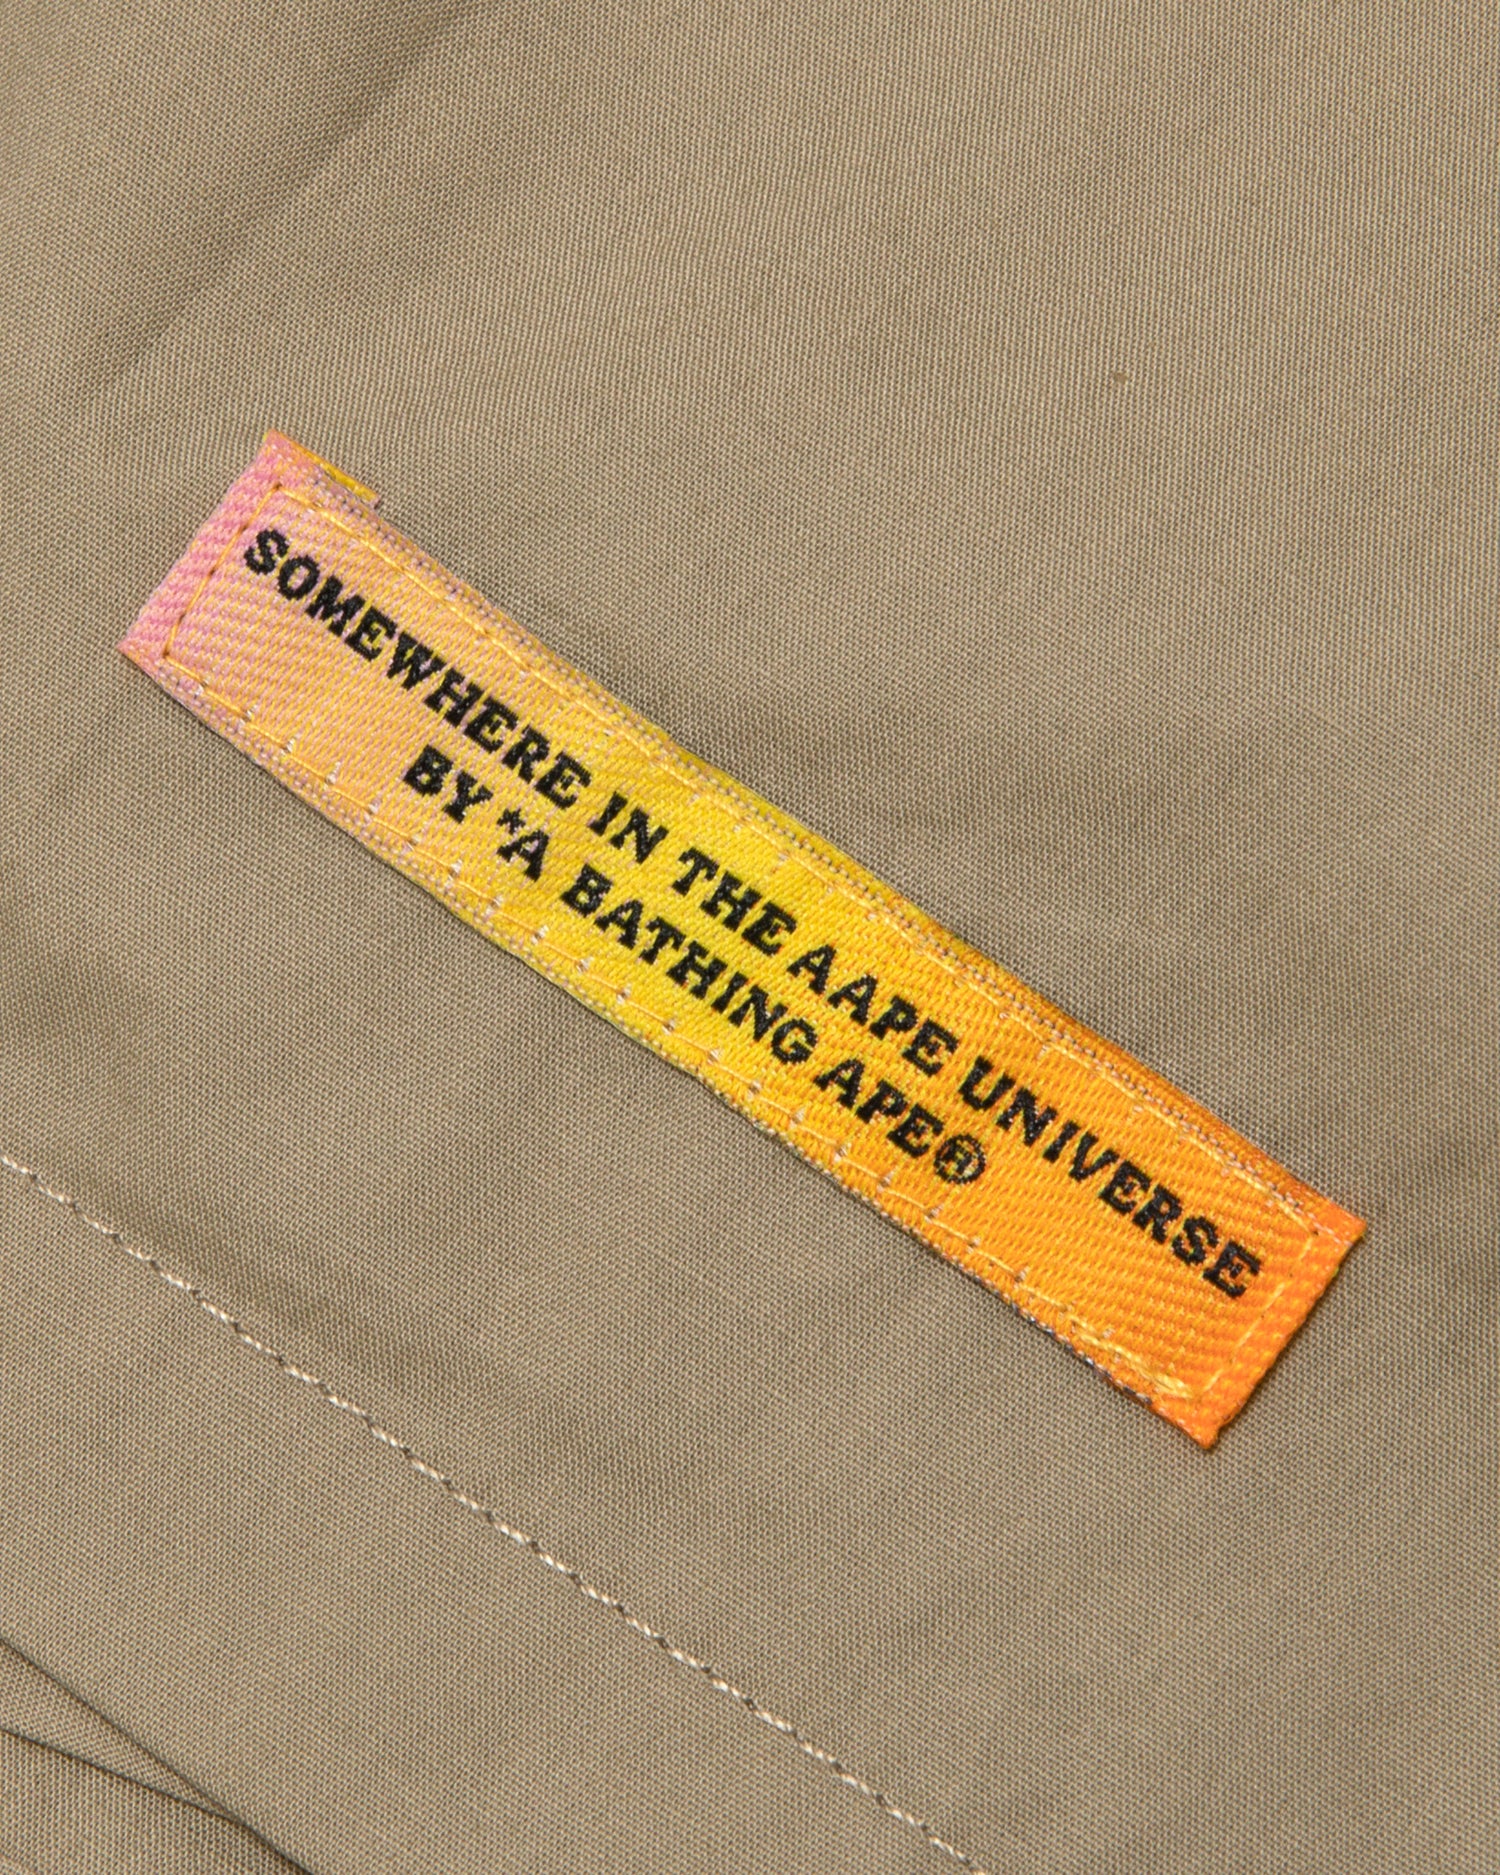 SOMEWHERE IN THE AAPE UNIVERSE
BY *A BATHING APE®